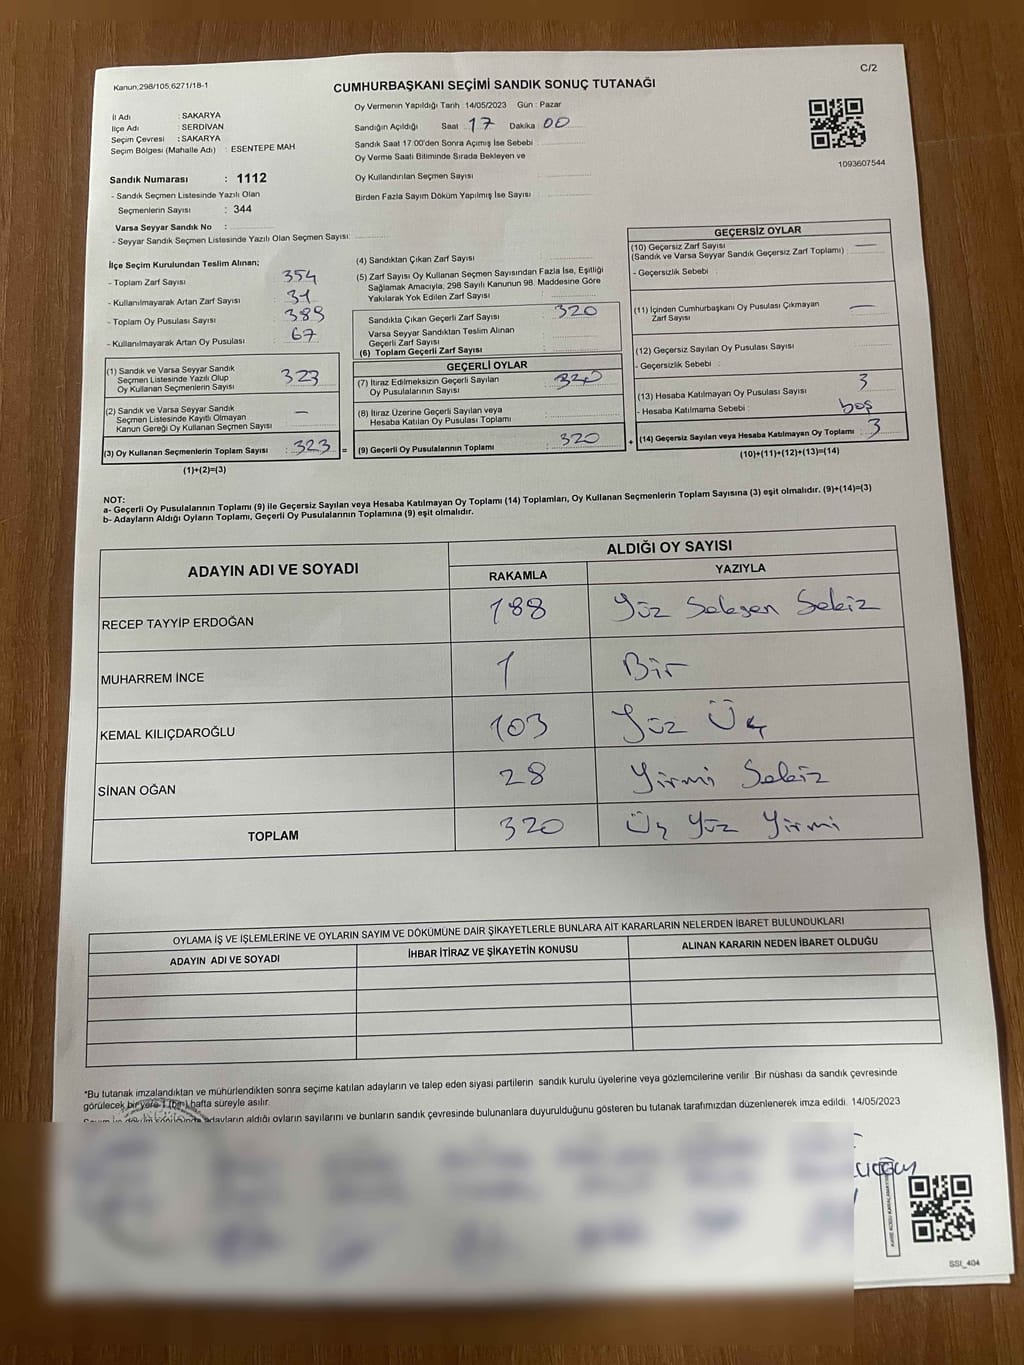 Kanun;298/105;6271/18-1
C/2
CUMHURBAŞKANI SEÇİMİ SANDIK SONUÇ TUTANAĞI
İl Adı : SAKARYA
İlçe Adı : SERDİVAN
Seçim Çevresi : SAKARYA
Seçim Bölgesi (Mahalle Adı) : ESENTEPE MAH
Oy Vermenin Yapıldığı Tarih :14/05/2023 Gün : Pazar
Sandığın Açıldığı Saat 17 Dakika 00
Sandık Saat 17:00'den Sonra Açımış İse Sebebi :
Oy Verme Saati Bitiminde Sırada Bekleyen ve
Oy Kullandırılan Seçmen Sayısı :
Birden Fazla Sayım Döküm Yapılmış İse Sayısı :
1093607544
Sandık Numarası : 1112
- Sandık Seçmen Listesinde Yazılı Olan
Seçmenlerin Sayısı : 344
Varsa Seyyar Sandık No :
- Seyyar Sandık Seçmen Listesinde Yazılı Olan Seçmen Sayısı:
İlçe Seçim Kurulundan Teslim Alınan;
- Toplam Zarf Sayısı : 354
- Kullanılmayarak Artan Zarf Sayısı : 31
- Toplam Oy Pusulası Sayısı : 389
- Kullanılmayarak Artan Oy Pusulası : 67
(1) Sandık ve Varsa Seyyar Sandık
Seçmen Listesinde Yazılı Olup
Oy Kullanan Seçmenlerin Sayısı : 323
(2) Sandık ve Varsa Seyyar Sandık
Seçmen Listesinde Kayıtlı Olmayan
Kanun Gereği Oy Kullanan Seçmen Sayısı : —
(3) Oy Kullanan Seçmenlerin Toplam Sayısı : 323 =
(1)+(2)=(3)
(4) Sandıktan Çıkan Zarf Sayısı :
(5) Zarf Sayısı Oy Kullanan Seçmen Sayısından Fazla İse, Eşitliği
Sağlamak Amacıyla; 298 Sayılı Kanunun 98. Maddesine Göre
Yakılarak Yok Edilen Zarf Sayısı :
Sandıkta Çıkan Geçerli Zarf Sayısı : 320
Varsa Seyyar Sandıktan Teslim Alınan
Geçerli Zarf Sayısı :
(6) Toplam Geçerli Zarf Sayısı :
GEÇERLİ OYLAR
(7) İtiraz Edilmeksizin Geçerli Sayılan
Oy Pusulalarının Sayısı : 320
(8) İtiraz Üzerine Geçerli Sayılan veya
Hesaba Katılan Oy Pusulası Toplamı :
(9) Geçerli Oy Pusulalarının Toplamı : 320 +
GEÇERSİZ OYLAR
(10) Geçersiz Zarf Sayısı
(Sandık ve Varsa Seyyar Sandık Geçersiz Zarf Toplamı) : —
- Geçersizlik Sebebi :
(11) İçinden Cumhurbaşkanı Oy Pusulası Çıkmayan
Zarf Sayısı : —
(12) Geçersiz Sayılan Oy Pusulası Sayısı :
- Geçersizlik Sebebi :
(13) Hesaba Katılmayan Oy Pusulası Sayısı : 3
- Hesaba Katılmama Sebebi : boş
(14) Geçersiz Sayılan veya Hesaba Katılmayan Oy Toplamı : 3
(10)+(11)+(12)+(13)=(14)
NOT:
a- Geçerli Oy Pusulalarının Toplamı (9) ile Geçersiz Sayılan veya Hesaba Katılmayan Oy Toplamı (14) Toplamları, Oy Kullanan Seçmenlerin Toplam Sayısına (3) eşit olmalıdır. (9)+(14)=(3)
b- Adayların Aldığı Oyların Toplamı, Geçerli Oy Pusulalarının Toplamına (9) eşit olmalıdır.
ADAYIN ADI VE SOYADI
ALDIĞI OY SAYISI
RAKAMLA YAZIYLA
RECEP TAYYİP ERDOĞAN 188 Yüz Seksen Sekiz
MUHARREM İNCE 1 Bir
KEMAL KILIÇDAROĞLU 103 Yüz Üç
SİNAN OĞAN 28 Yirmi Sekiz
TOPLAM 320 Üç Yüz Yirmi
OYLAMA İŞ VE İŞLEMLERİNE VE OYLARIN SAYIM VE DÖKÜMÜNE DAİR ŞİKAYETLERLE BUNLARA AİT KARARLARIN NELERDEN İBARET BULUNDUKLARI
ADAYIN ADI VE SOYADI İHBAR İTİRAZ VE ŞİKAYETİN KONUSU ALINAN KARARIN NEDEN İBARET OLDUĞU
*Bu tutanak imzalandıktan ve mühürlendikten sonra seçime katılan adayların ve talep eden siyasi partilerin sandık kurulu üyelerine veya gözlemcilerine verilir .Bir nüshası da sandık çevresinde
görülecek bir yere 1 (bir) hafta süreyle asılır.
Sayım ve döküm sonucunda adayların aldığı oyların sayılarını ve bunların sandık çevresinde bulunanlara duyurulduğunu gösteren bu tutanak tarafımızdan düzenlenerek imza edildi. 14/05/2023
SSI_404